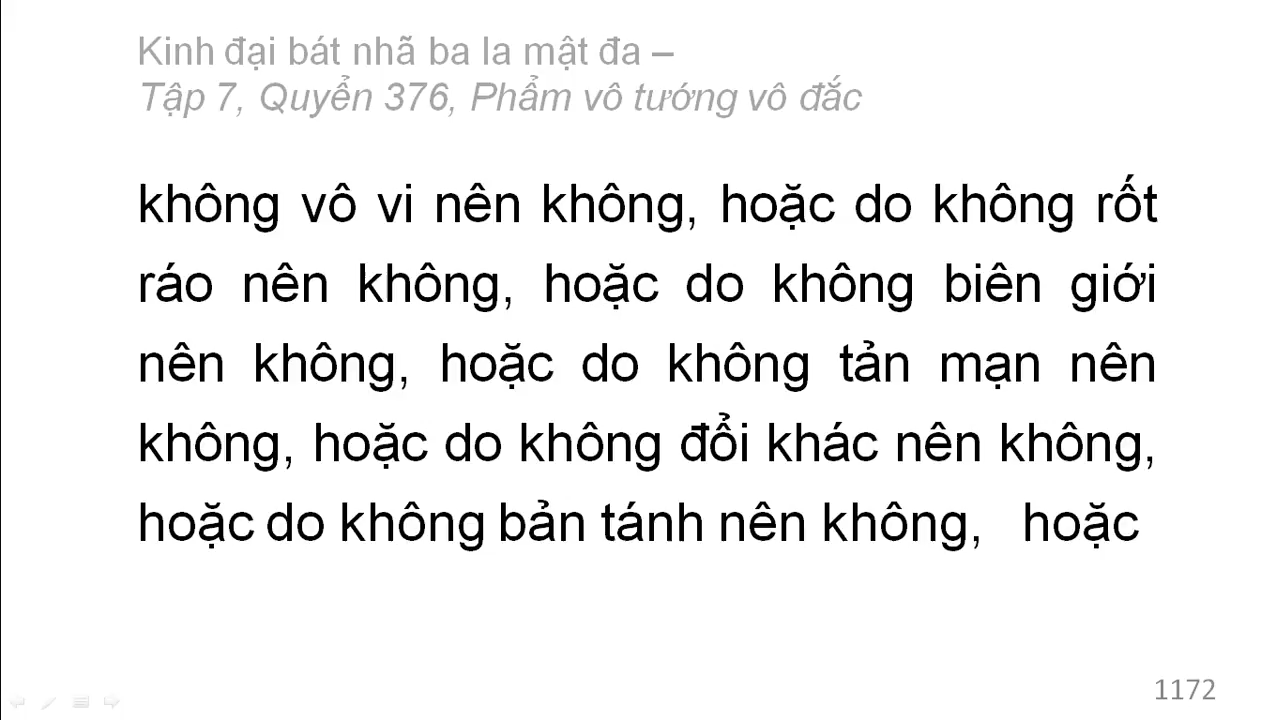 Kinh đại bát nhã ba la mật đa –
Tập 7, Quyển 376, Phẩm vô tướng vô đắc
không vô vi nên không, hoặc do không rốt
ráo nên không, hoặc do không biên giới
nên không, hoặc do không tản mạn nên
không, hoặc do không đổi khác nên không,
hoặc do không bản tánh nên không, hoặc
1172